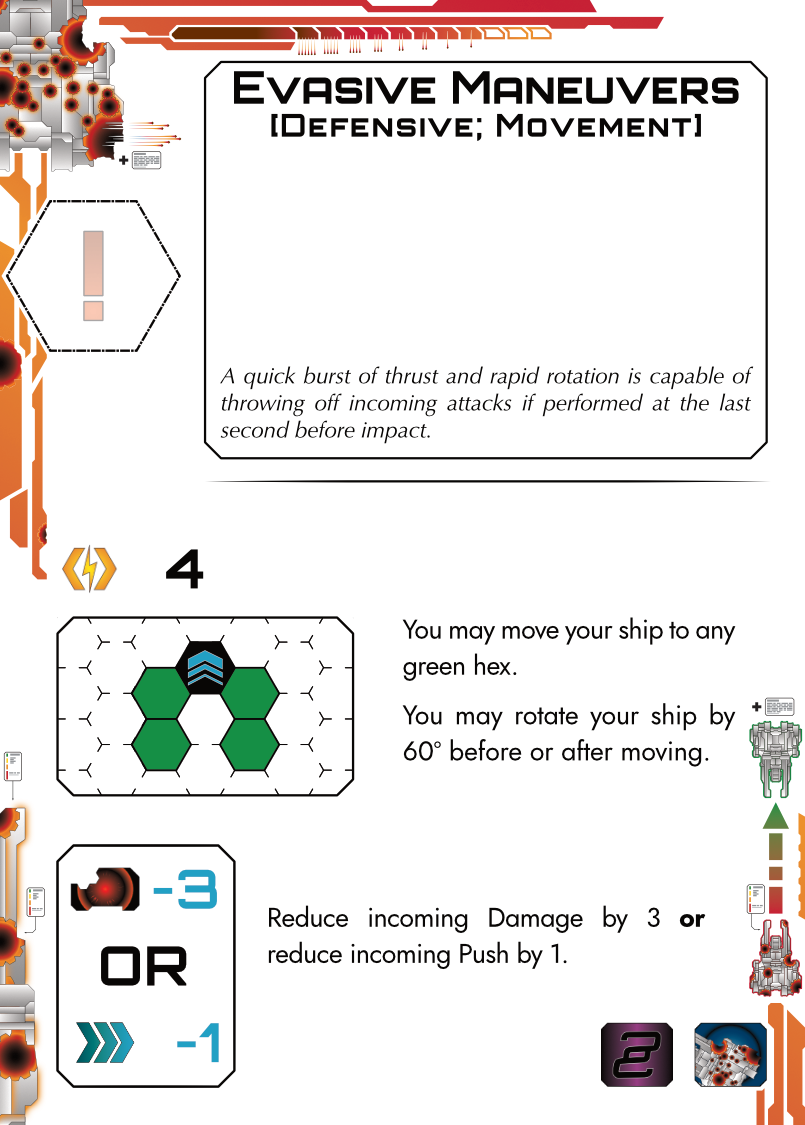 Evasive Maneuvers
[Defensive; Movement]
!
A quick burst of thrust and rapid rotation is capable of
throwing off incoming attacks if performed at the last
second before impact.
4
You may move your ship to any
green hex.
You may rotate your ship by
60° before or after moving.
-3
OR
-1
Reduce incoming Damage by 3 or
reduce incoming Push by 1.
2